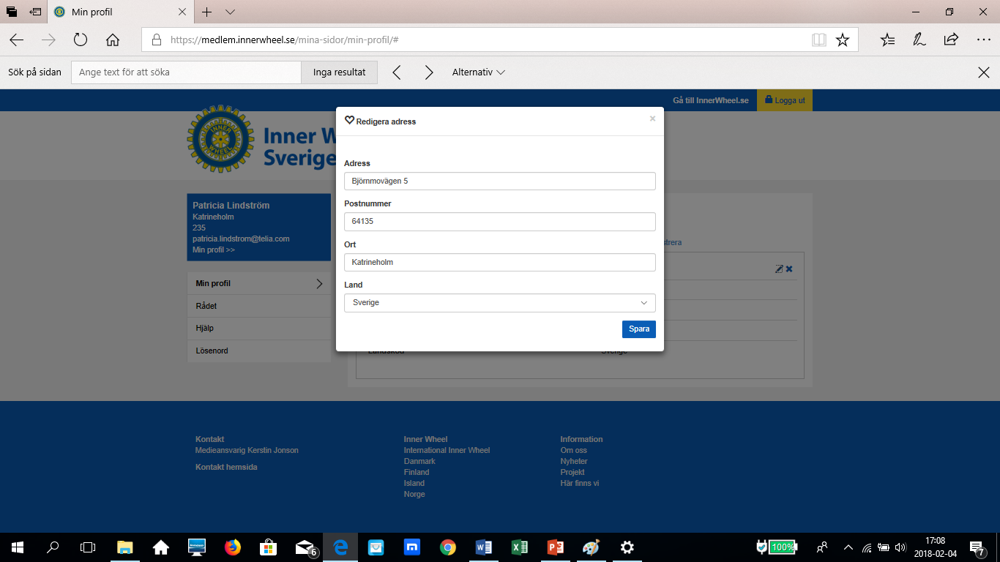 Min profil
https://medlem.innerwheel.se/mina-sidor/min-profil/#
Sök på sidan
Ange text för att söka
Inga resultat
Alternativ
Gå till InnerWheel.se
Logga ut
INNER
WHEEL
Inner W
Sverige
Redigera adress
×
Adress
Björnmovägen 5
Postnummer
64135
Ort
Katrineholm
Land
Sverige
Spara
Patricia Lindström
Katrineholm
235
patricia.lindstrom@telia.com
Min profil >>
Min profil
Rådet
Hjälp
Lösenord
strera
Landskod
Sverige
Kontakt
Medieansvarig Kerstin Jonson
Kontakt hemsida
Inner Wheel
International Inner Wheel
Danmark
Finland
Island
Norge
Information
Om oss
Nyheter
Projekt
Här finns vi
6
100%
17:08
2018-02-04
7